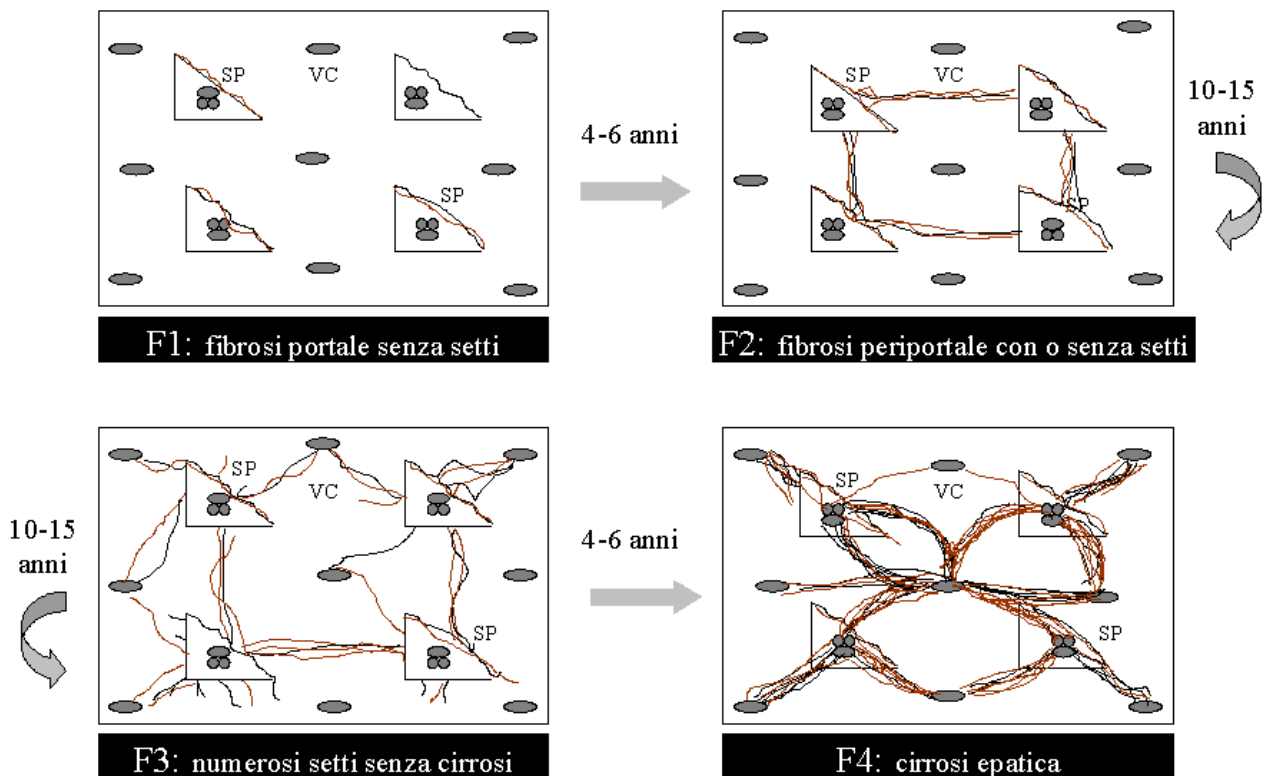 SP
VC
SP
4-6 anni
SP
VC
SP
10-15
anni
F1: fibrosi portale senza setti
F2: fibrosi periportale con o senza setti
10-15
anni
SP
VC
SP
4-6 anni
SP
VC
SP
F3: numerosi setti senza cirrosi
F4: cirrosi epatica